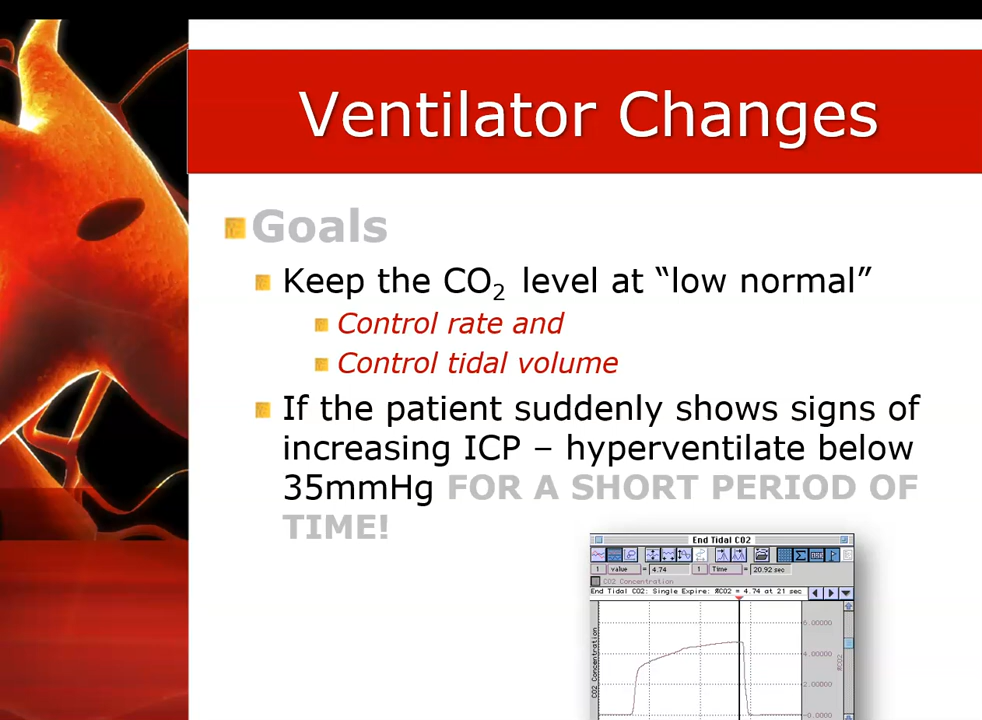 Ventilator Changes
Goals
Keep the CO₂ level at “low normal”
Control rate and
Control tidal volume
If the patient suddenly shows signs of
increasing ICP – hyperventilate below
35mmHg FOR A SHORT PERIOD OF
TIME!
End Tidal CO2
1 value = 4.74 1 Time = 20.92 sec
CO2 Concentration
End Tidal CO2: Single Expire: %CO2 = 4.74 at 21 sec
6.00000
4.00000
2.00000
-0.0000
CO2 Concentration
%CO2